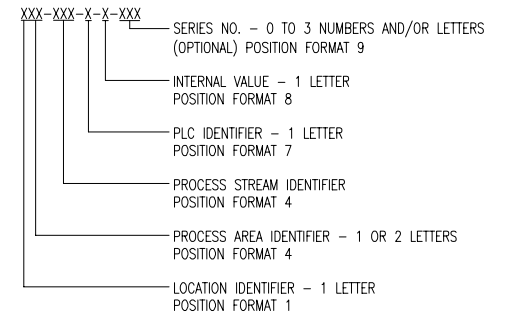 XXX-XXX-X-X-XXX
SERIES NO. – 0 TO 3 NUMBERS AND/OR LETTERS
(OPTIONAL) POSITION FORMAT 9
INTERNAL VALUE – 1 LETTER
POSITION FORMAT 8
PLC IDENTIFIER – 1 LETTER
POSITION FORMAT 7
PROCESS STREAM IDENTIFIER
POSITION FORMAT 4
PROCESS AREA IDENTIFIER – 1 OR 2 LETTERS
POSITION FORMAT 4
LOCATION IDENTIFIER – 1 LETTER
POSITION FORMAT 1